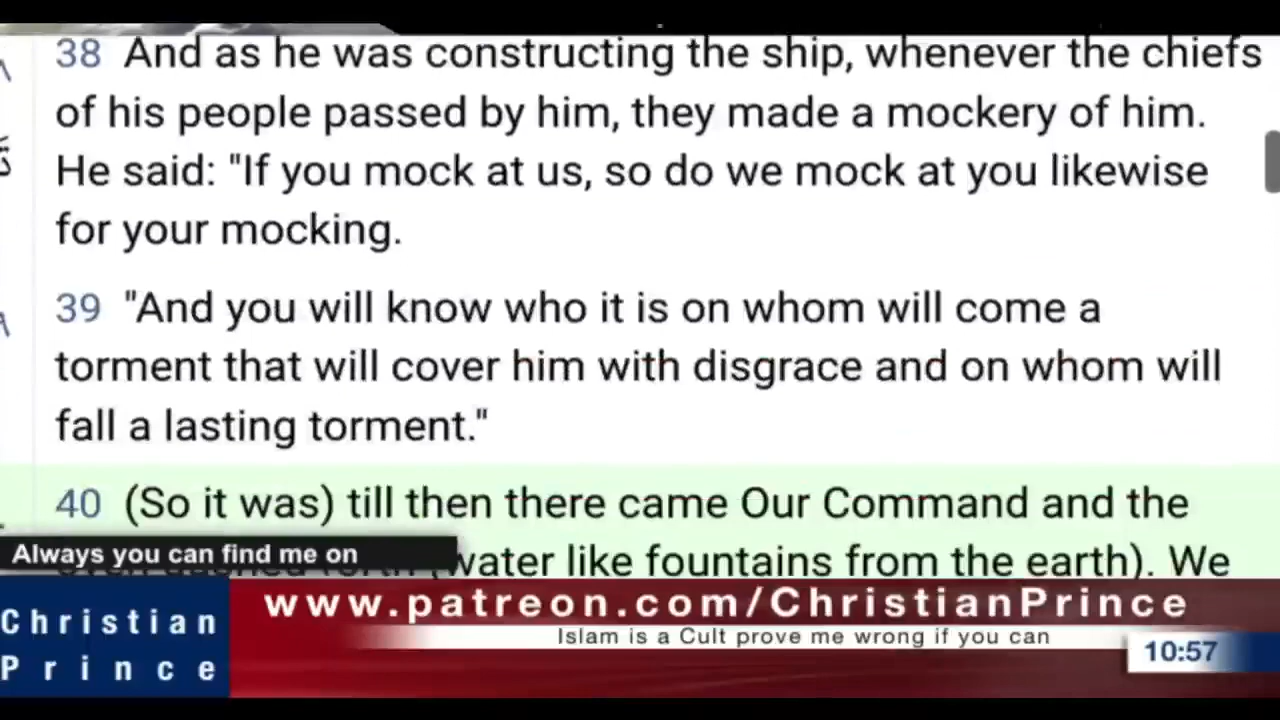 38 And as he was constructing the ship, whenever the chiefs
of his people passed by him, they made a mockery of him.
He said: "If you mock at us, so do we mock at you likewise
for your mocking.
39 "And you will know who it is on whom will come a
torment that will cover him with disgrace and on whom will
fall a lasting torment."
40 (So it was) till then there came Our Command and the
water like fountains from the earth). We
Always you can find me on
www.patreon.com/ChristianPrince
Islam is a Cult prove me wrong if you can
Christian
Prince
10:57